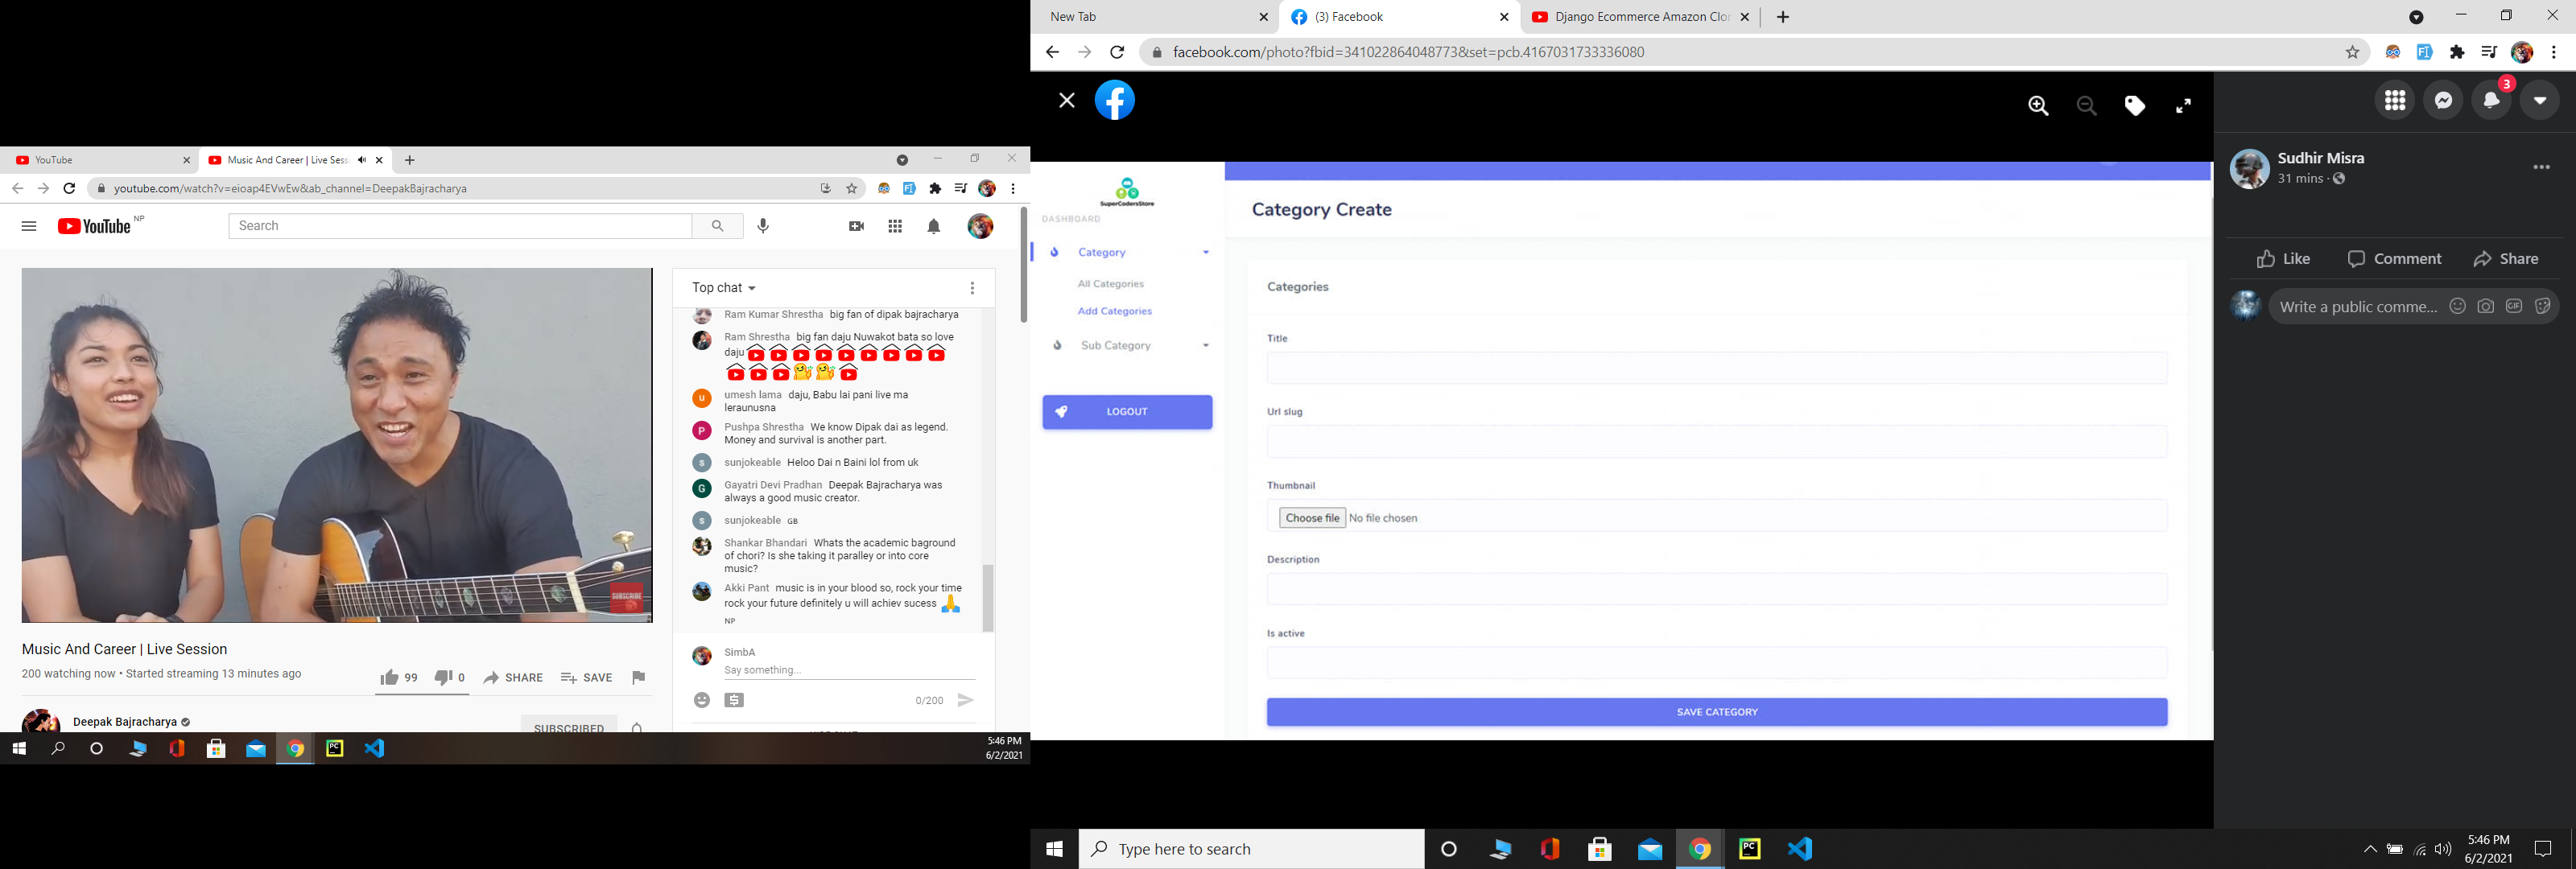 YouTube
Music And Career | Live Sess
youtube.com/watch?v=eioap4EVwEw&ab_channel=DeepakBajracharya
YouTube NP
Search
Top chat
Ram Kumar Shrestha big fan of dipak bajracharya
Ram Shrestha big fan daju Nuwakot bata so love
daju
umesh lama daju, Babu lai pani live ma
leraunusna
Pushpa Shrestha We know Dipak dai as legend.
Money and survival is another part.
sunjokeable Heloo Dai n Baini lol from uk
Gayatri Devi Pradhan Deepak Bajracharya was
always a good music creator.
sunjokeable GB
Shankar Bhandari Whats the academic baground
of chori? Is she taking it paralley or into core
music?
Akki Pant music is in your blood so, rock your time
rock your future definitely u will achiev sucess
NP
SUBSCRIBE
SimbA
Say something...
0/200
Music And Career | Live Session
200 watching now • Started streaming 13 minutes ago
99 0 SHARE SAVE
Deepak Bajracharya
SUBSCRIBED
5:46 PM
6/2/2021
New Tab
(3) Facebook
Django Ecommerce Amazon Clor
facebook.com/photo?fbid=341022864048773&set=pcb.4167031733336080
3
SuperCodersStore
DASHBOARD
Category
All Categories
Add Categories
Sub Category
LOGOUT
Category Create
Categories
Title
Url slug
Thumbnail
Choose file No file chosen
Description
Is active
SAVE CATEGORY
Sudhir Misra
31 mins ·
Like Comment Share
Write a public comme... GIF
Type here to search
5:46 PM
6/2/2021